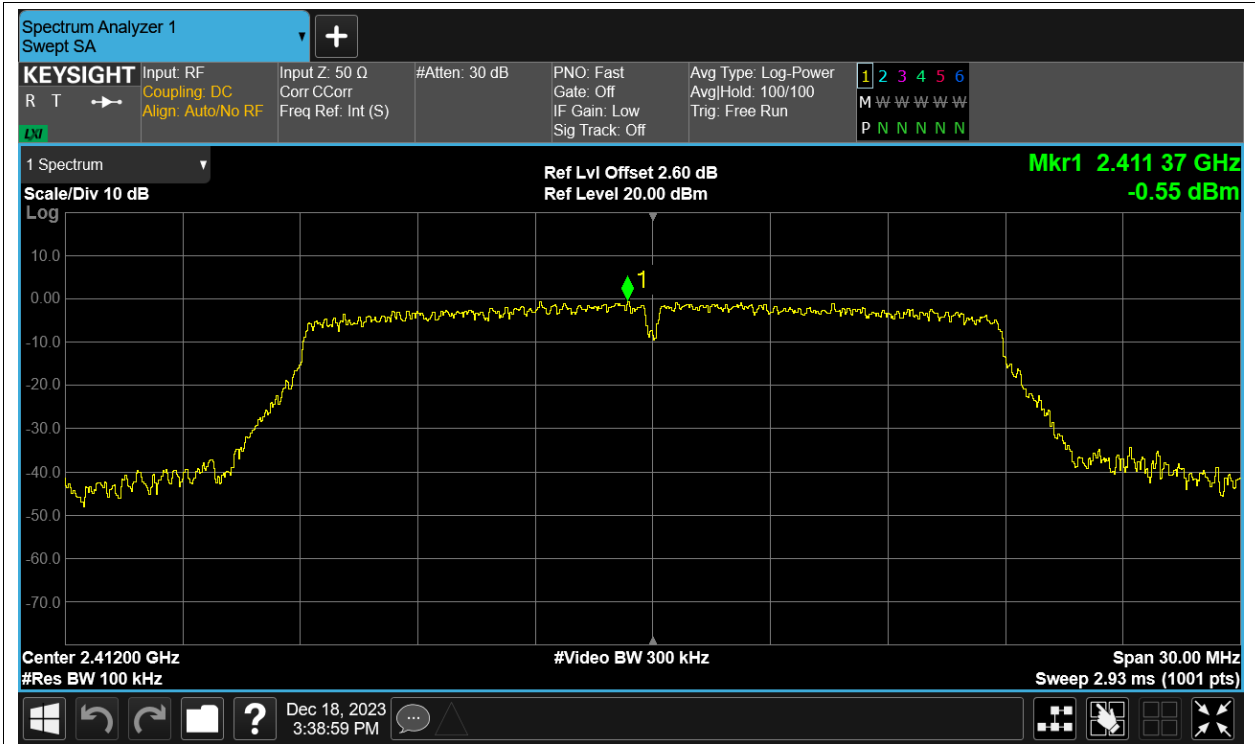 Spectrum Analyzer 1
Swept SA
KEYSIGHT
R T
LXI
Input: RF
Coupling: DC
Align: Auto/No RF
Input Z: 50 Ω
Corr CCorr
Freq Ref: Int (S)
#Atten: 30 dB
PNO: Fast
Gate: Off
IF Gain: Low
Sig Track: Off
Avg Type: Log-Power
Avg|Hold: 100/100
Trig: Free Run
1 2 3 4 5 6
M W W W W W
P N N N N N
1 Spectrum
Scale/Div 10 dB
Log
Ref Lvl Offset 2.60 dB
Ref Level 20.00 dBm
Mkr1 2.411 37 GHz
-0.55 dBm
1
10.0
0.00
-10.0
-20.0
-30.0
-40.0
-50.0
-60.0
-70.0
Center 2.41200 GHz
#Res BW 100 kHz
#Video BW 300 kHz
Span 30.00 MHz
Sweep 2.93 ms (1001 pts)
?
Dec 18, 2023
3:38:59 PM